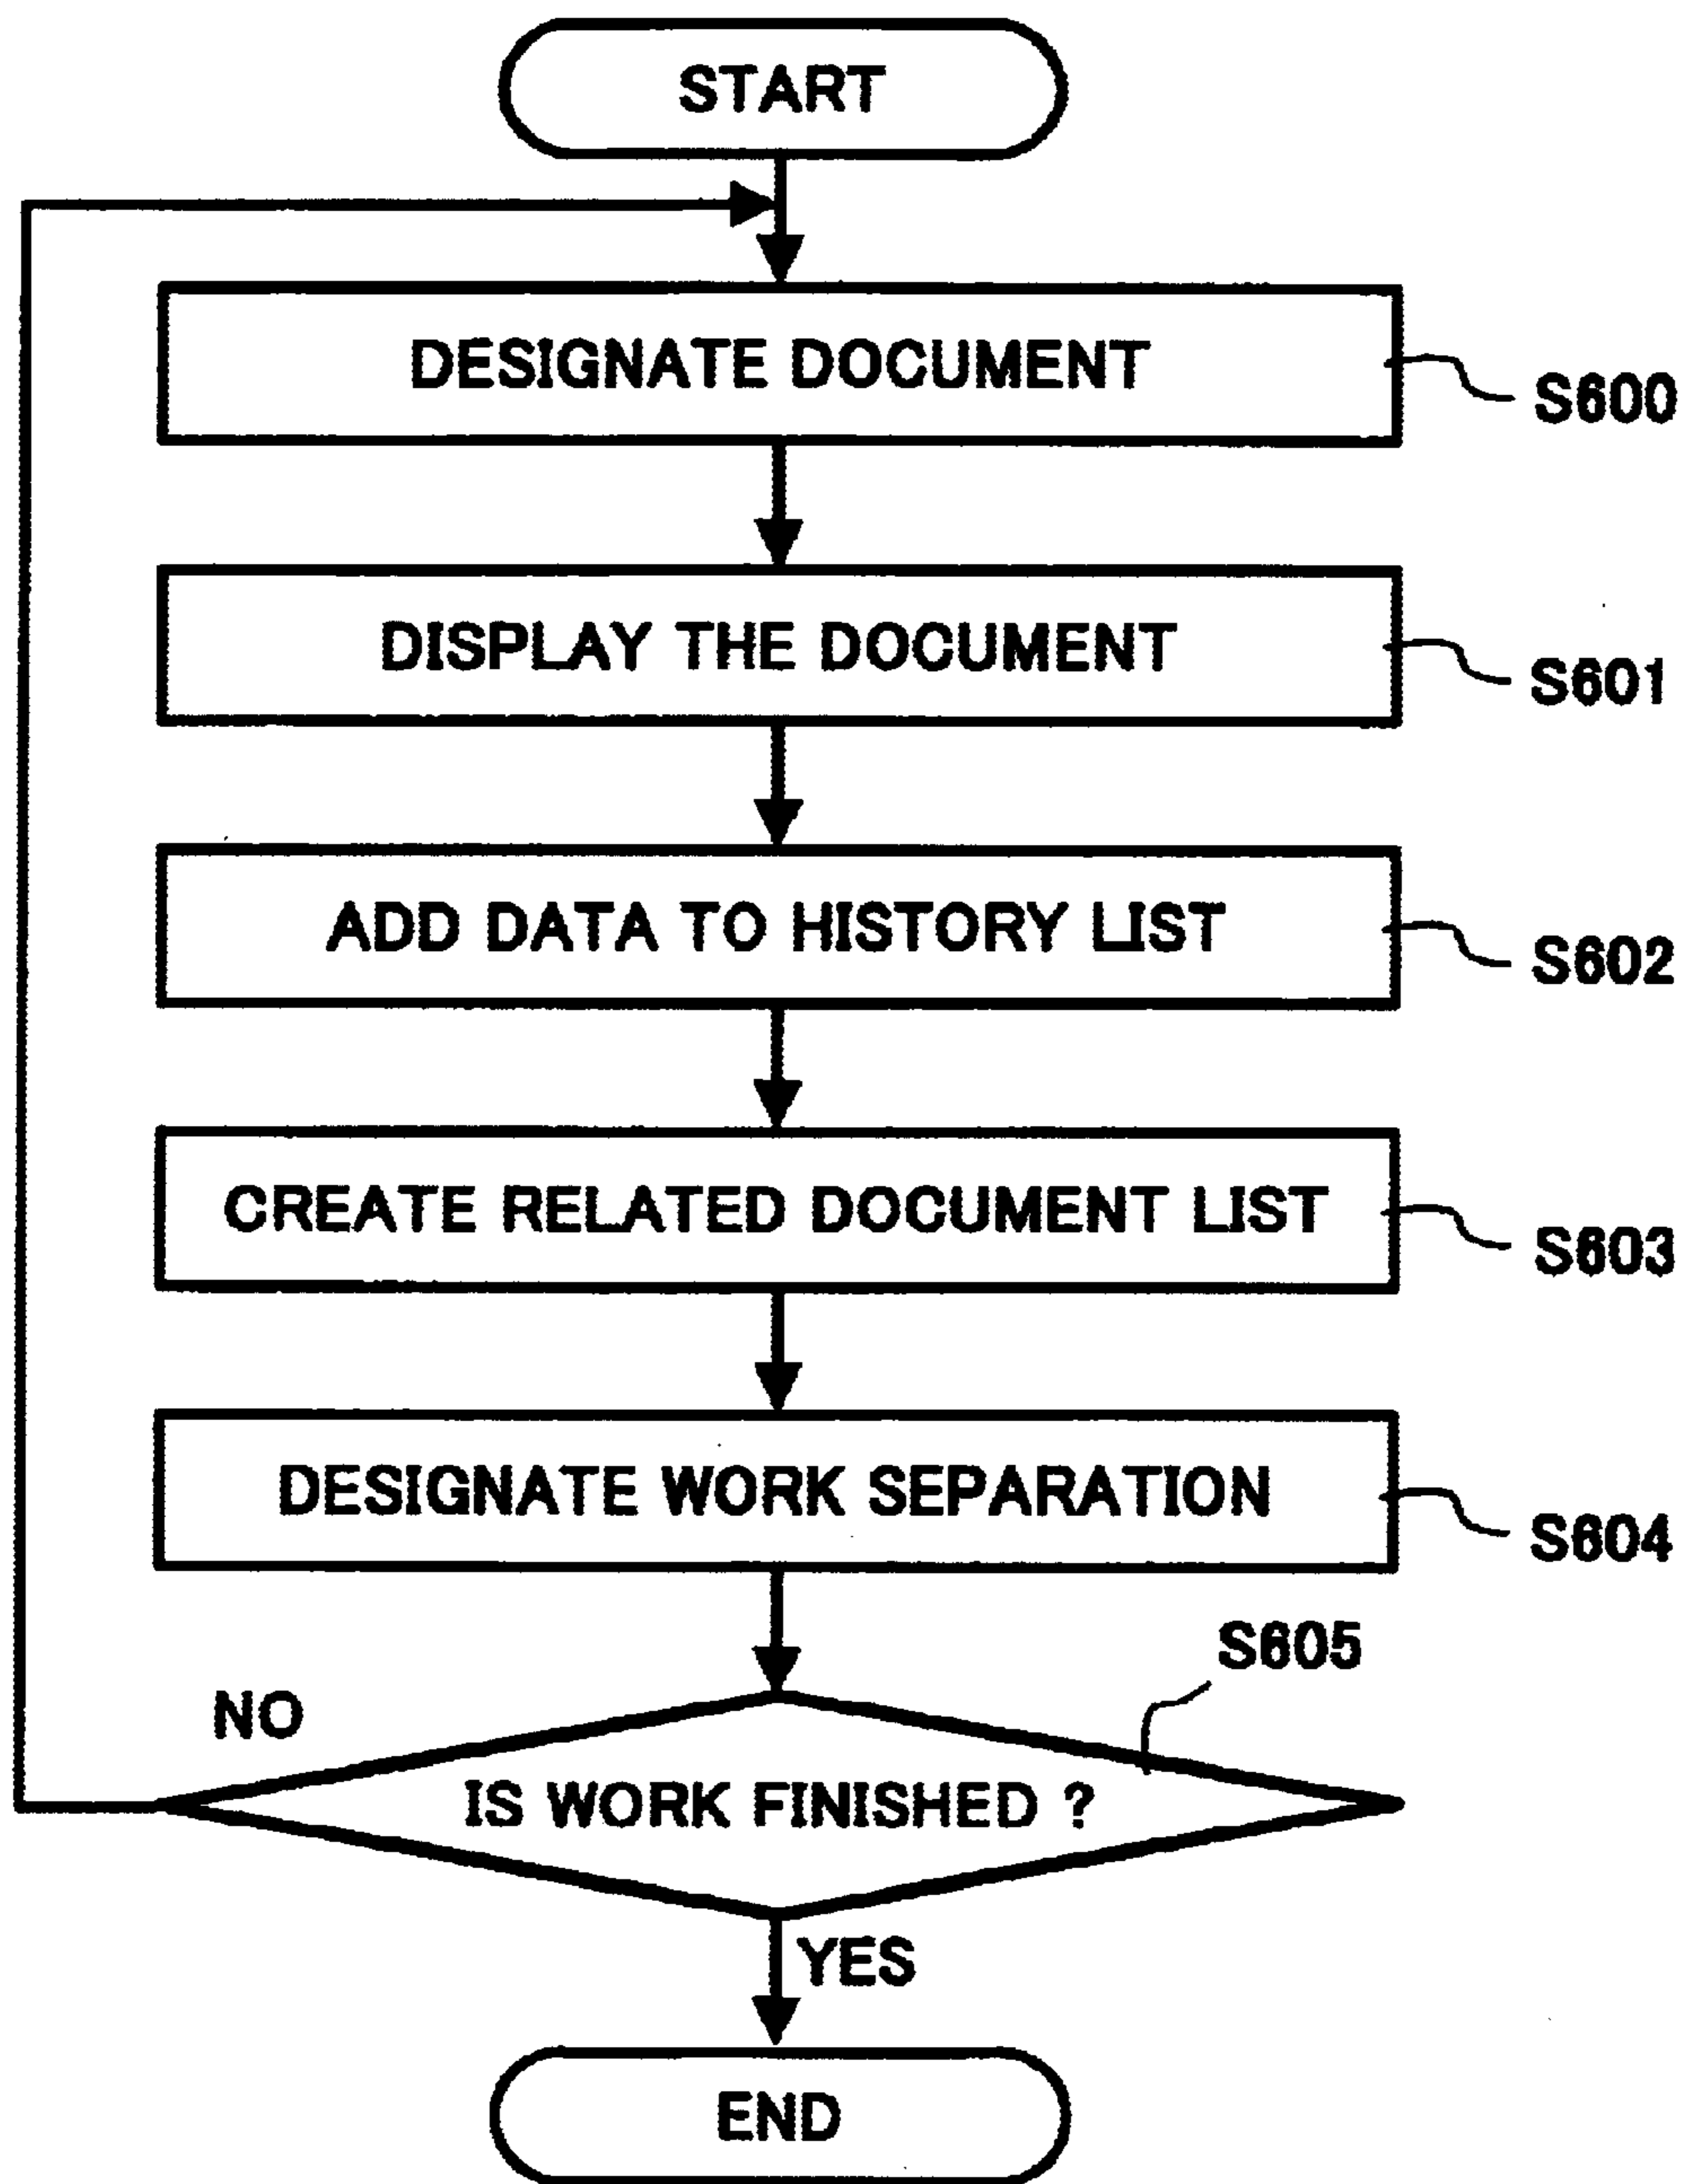 START
DESIGNATE DOCUMENT
S600
DISPLAY THE DOCUMENT
S601
ADD DATA TO HISTORY LIST
S602
CREATE RELATED DOCUMENT LIST
S603
DESIGNATE WORK SEPARATION
S604
S605
NO
IS WORK FINISHED ?
YES
END